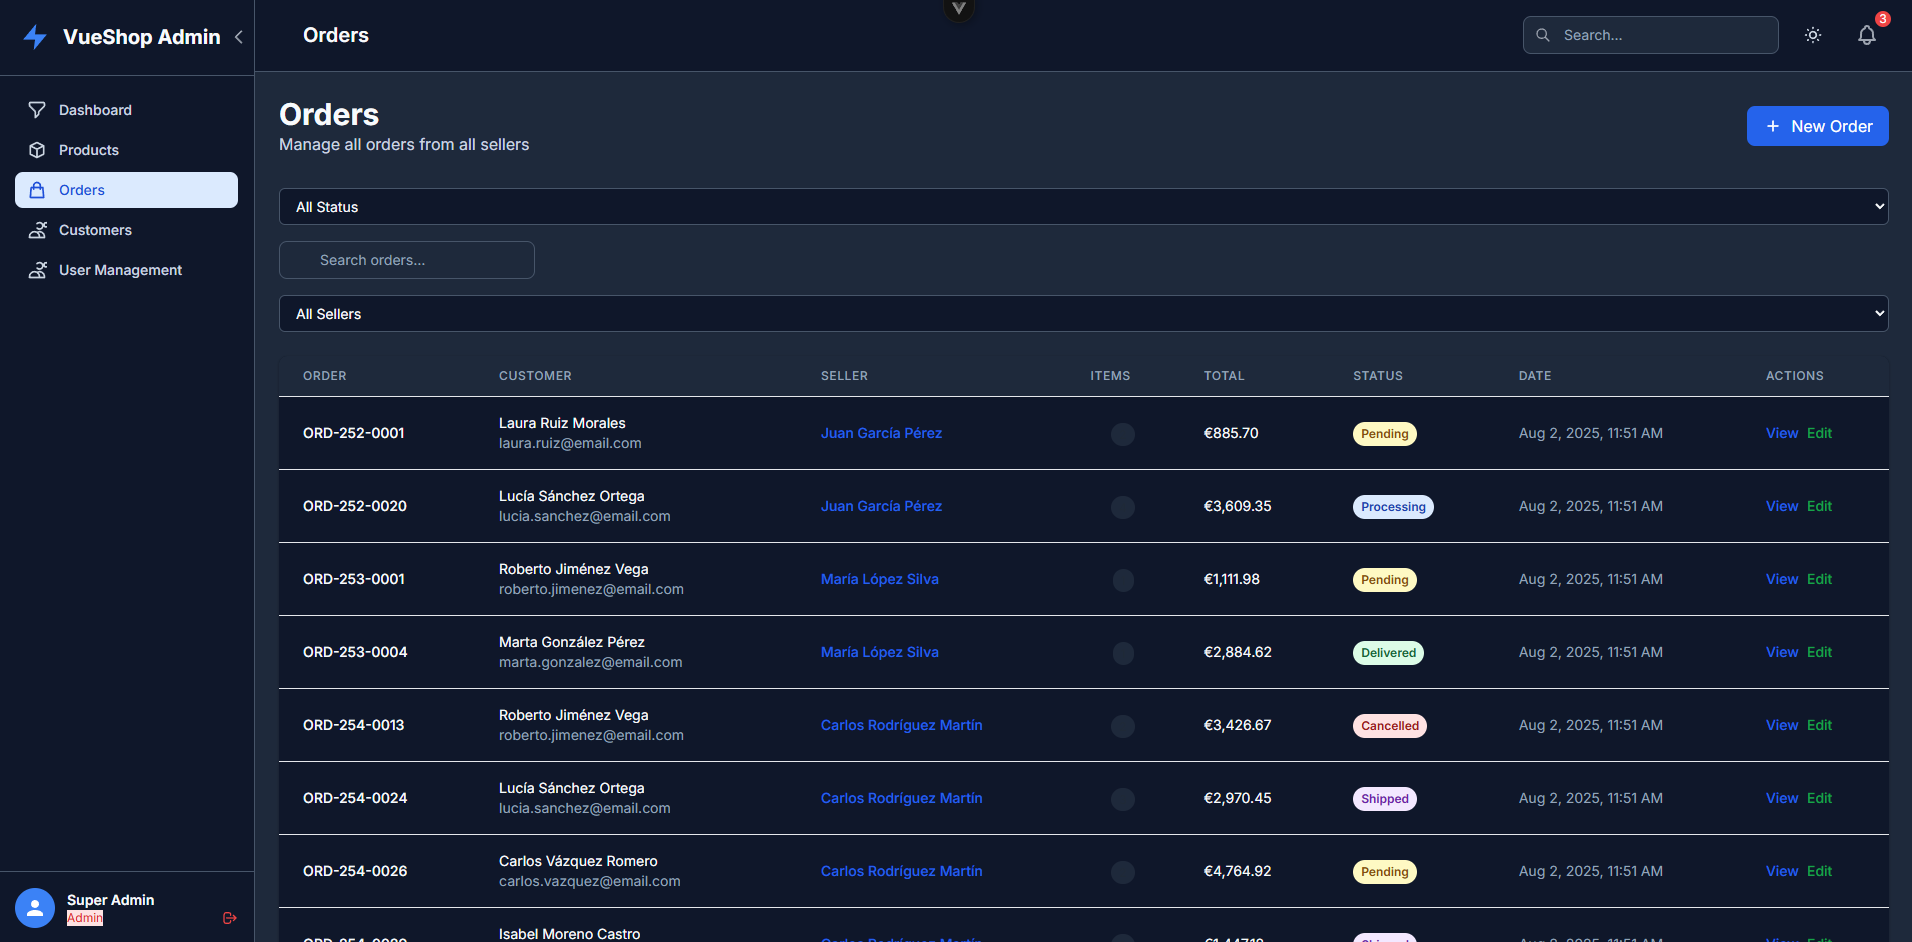 VueShop Admin
Orders
Search...
3
Dashboard
Products
Orders
Customers
User Management
Orders
Manage all orders from all sellers
New Order
All Status
Search orders...
All Sellers
ORDER CUSTOMER SELLER ITEMS TOTAL STATUS DATE ACTIONS
ORD-252-0001 Laura Ruiz Morales Juan García Pérez €885.70 Pending Aug 2, 2025, 11:51 AM View Edit
laura.ruiz@email.com
ORD-252-0020 Lucía Sánchez Ortega Juan García Pérez €3,609.35 Processing Aug 2, 2025, 11:51 AM View Edit
lucia.sanchez@email.com
ORD-253-0001 Roberto Jiménez Vega María López Silva €1,111.98 Pending Aug 2, 2025, 11:51 AM View Edit
roberto.jimenez@email.com
ORD-253-0004 Marta González Pérez María López Silva €2,884.62 Delivered Aug 2, 2025, 11:51 AM View Edit
marta.gonzalez@email.com
ORD-254-0013 Roberto Jiménez Vega Carlos Rodríguez Martín €3,426.67 Cancelled Aug 2, 2025, 11:51 AM View Edit
roberto.jimenez@email.com
ORD-254-0024 Lucía Sánchez Ortega Carlos Rodríguez Martín €2,970.45 Shipped Aug 2, 2025, 11:51 AM View Edit
lucia.sanchez@email.com
ORD-254-0026 Carlos Vázquez Romero Carlos Rodríguez Martín €4,764.92 Pending Aug 2, 2025, 11:51 AM View Edit
carlos.vazquez@email.com
Isabel Moreno Castro
Super Admin
Admin